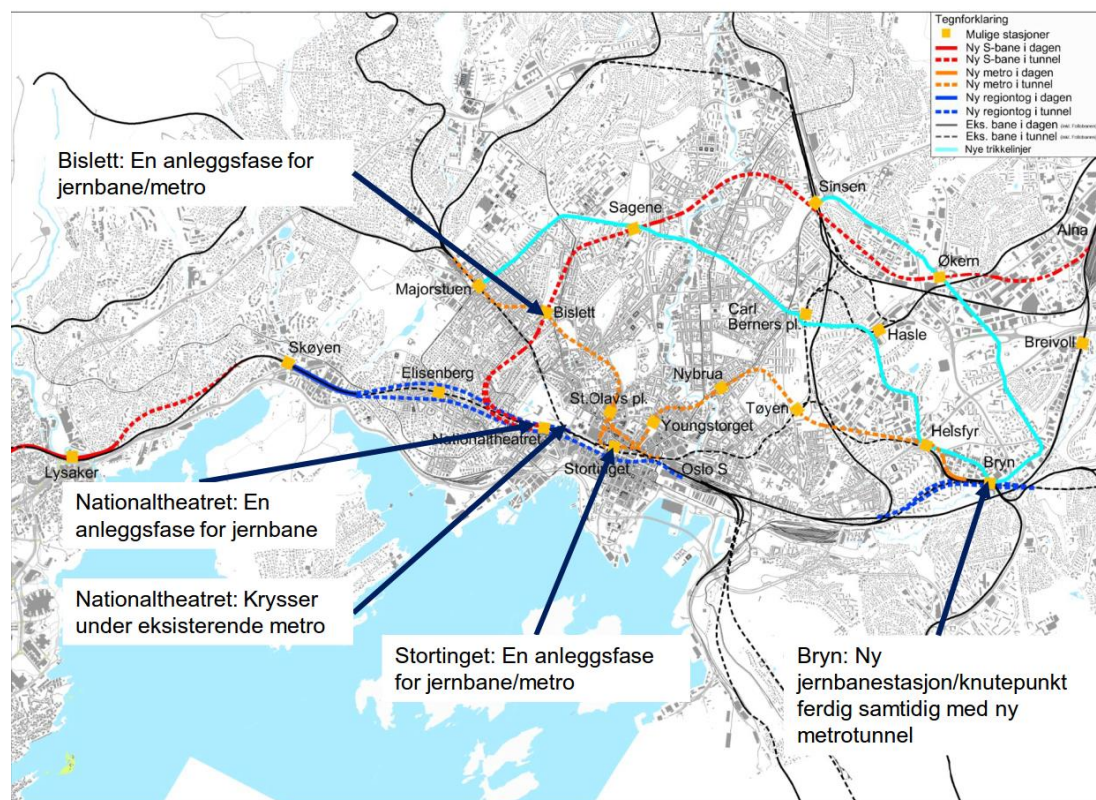 Tegnforklaring
Mulige stasjoner
Ny S-bane i dagen
Ny S-bane i tunnel
Ny metro i dagen
Ny metro i tunnel
Ny regiontog i dagen
Ny regiontog i tunnel
Eks. bane i dagen
Eks. bane i tunnel
Nye trikkelinjer
Bislett: En anleggsfase for
jernbane/metro
Sinsen
Sagene
Alna
Økern
Majorstuen
Bislett
Carl
Berners pl.
Hasle
Breivoll
Skøyen
Elisenberg
Nybrua
St.Olavs pl.
Tøyen
Youngstorget
Nationaltheatret
Helsfyr
Stortinget
Oslo S
Bryn
Lysaker
Nationaltheatret: En
anleggsfase for jernbane
Nationaltheatret: Krysser
under eksisterende metro
Stortinget: En anleggsfase
for jernbane/metro
Bryn: Ny
jernbanestasjon/knutepunkt
ferdig samtidig med ny
metrotunnel